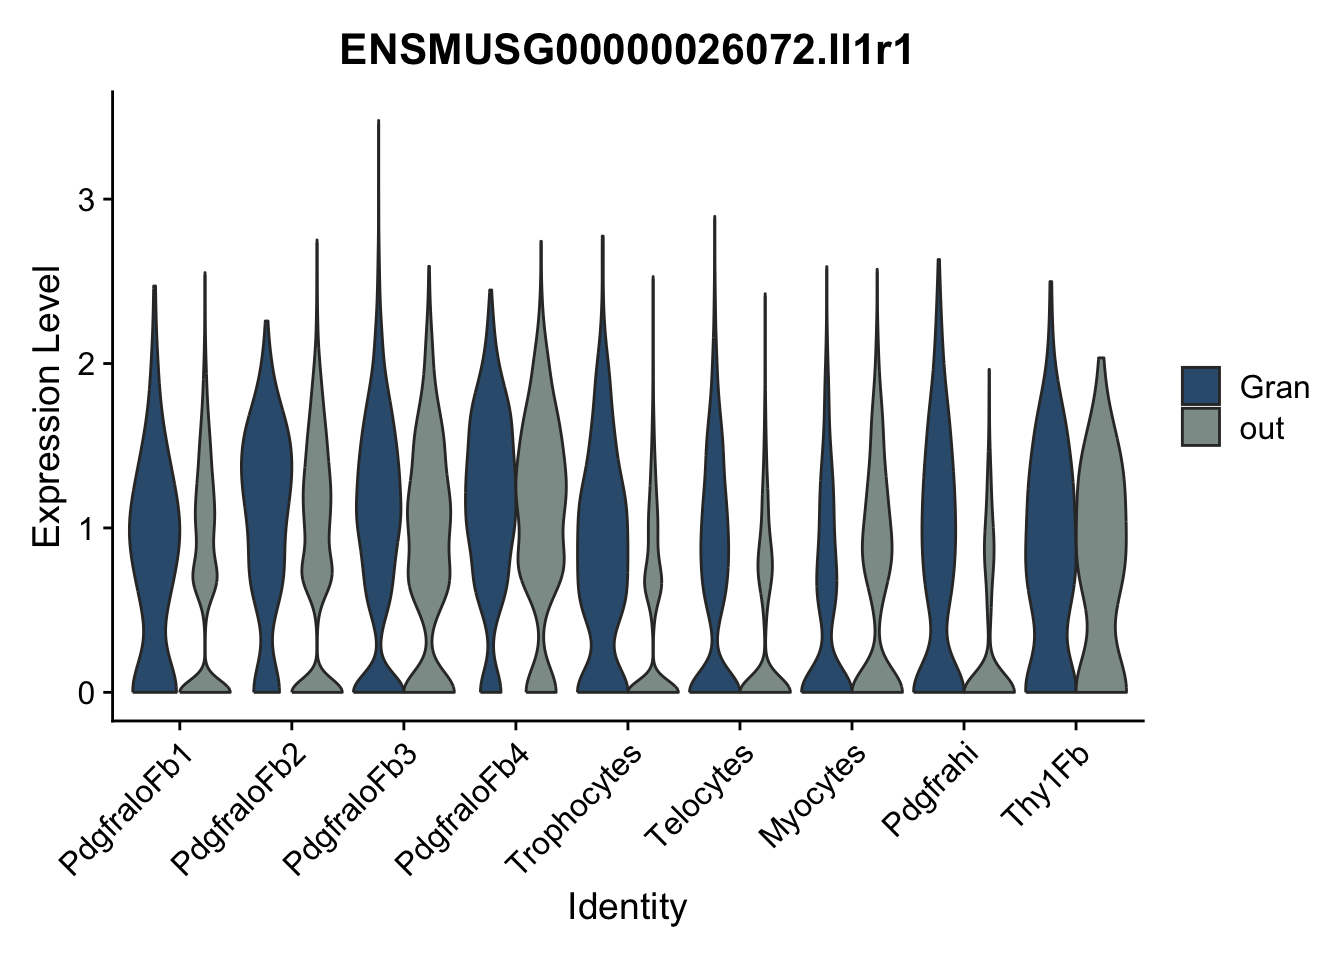 ENSMUSG00000026072.Il1r1
Expression Level
3
2
1
0
PdgfraloFb1
PdgfraloFb2
PdgfraloFb3
PdgfraloFb4
Trophocytes
Telocytes
Myocytes
Pdgfrahi
Thy1Fb
Identity
Gran
out